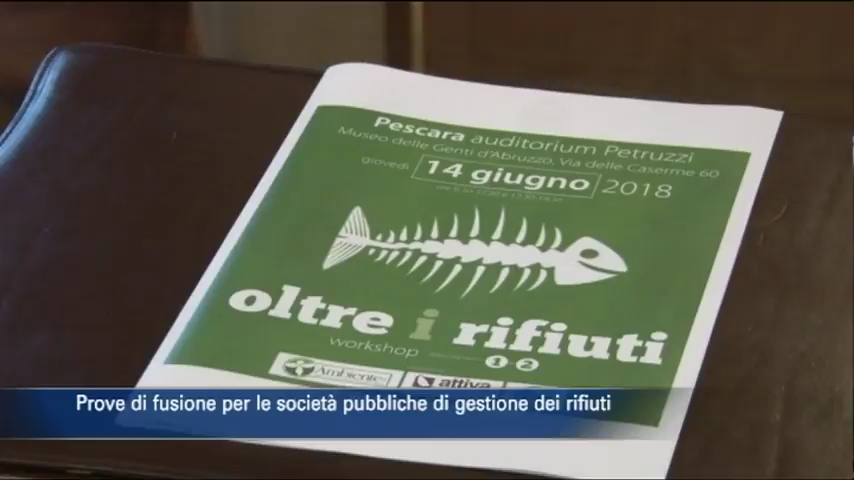 Pescara auditorium Petruzzi
Museo delle Genti d'Abruzzo, Via delle Caserme 60
giovedì 14 giugno 2018
oltre i rifiuti
workshop 1-2
Ambiente attiva
Prove di fusione per le società pubbliche di gestione dei rifiuti